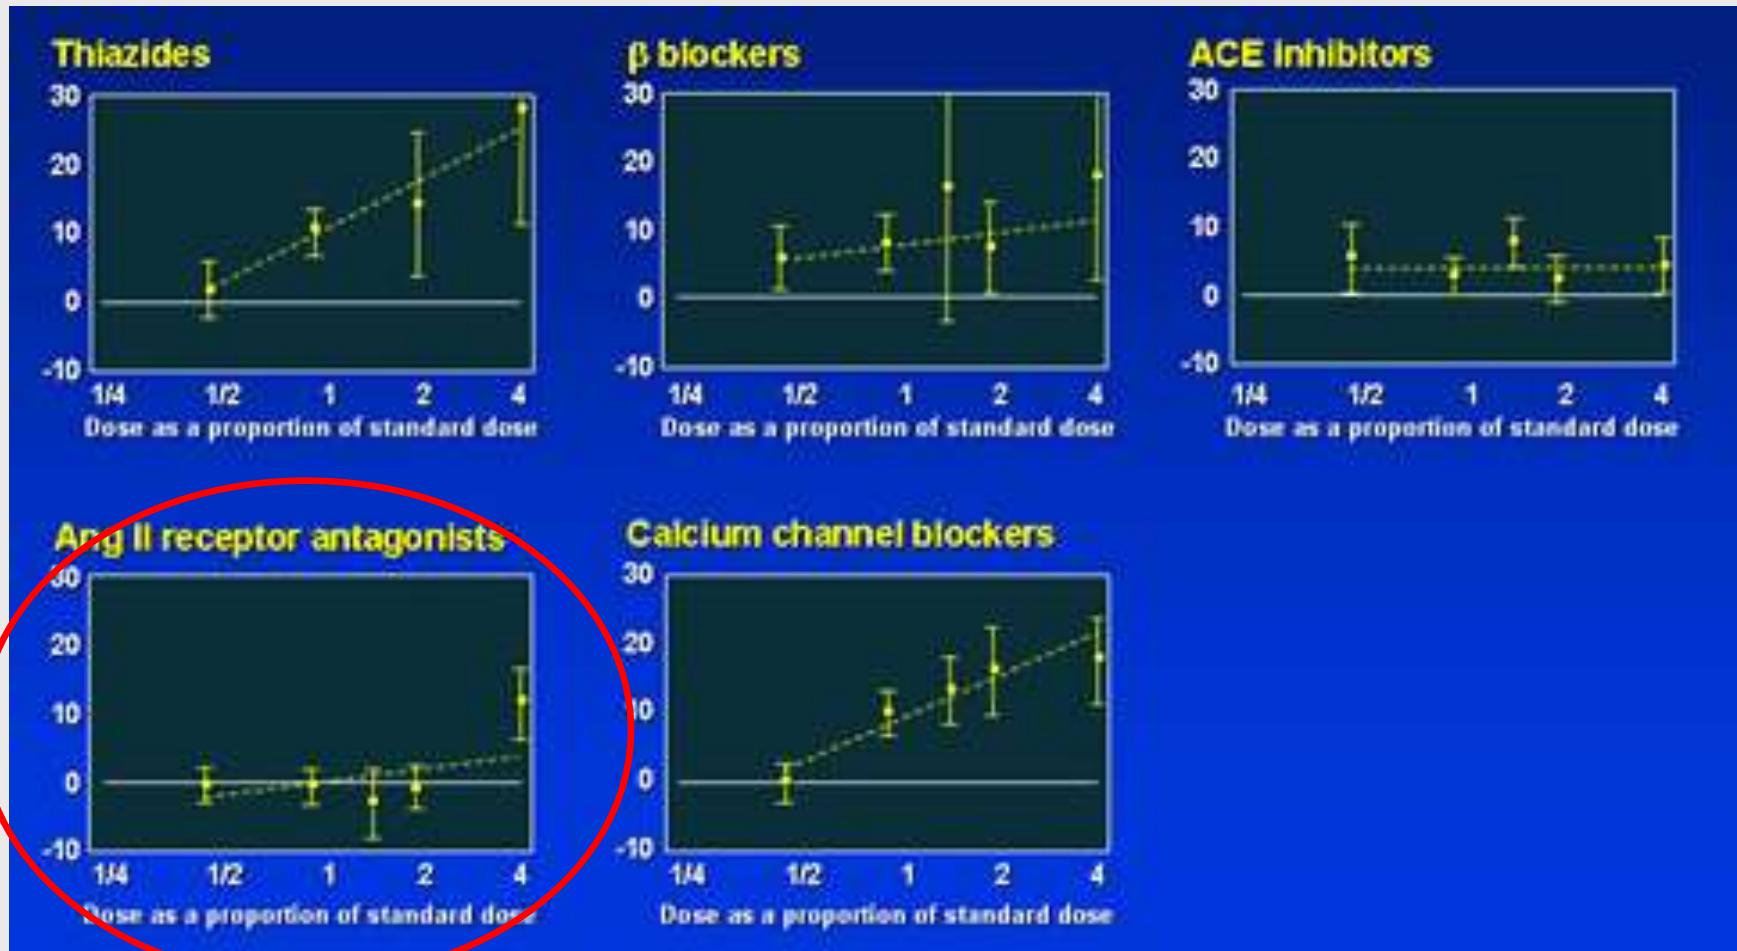 Thiazides
30
20
10
0
-10
1/4 1/2 1 2 4
Dose as a proportion of standard dose
β blockers
30
20
10
0
-10
1/4 1/2 1 2 4
Dose as a proportion of standard dose
ACE inhibitors
30
20
10
0
-10
1/4 1/2 1 2 4
Dose as a proportion of standard dose
Ang II receptor antagonists
30
20
10
0
-10
1/4 1/2 1 2 4
Dose as a proportion of standard dose
Calcium channel blockers
30
20
10
0
-10
1/4 1/2 1 2 4
Dose as a proportion of standard dose